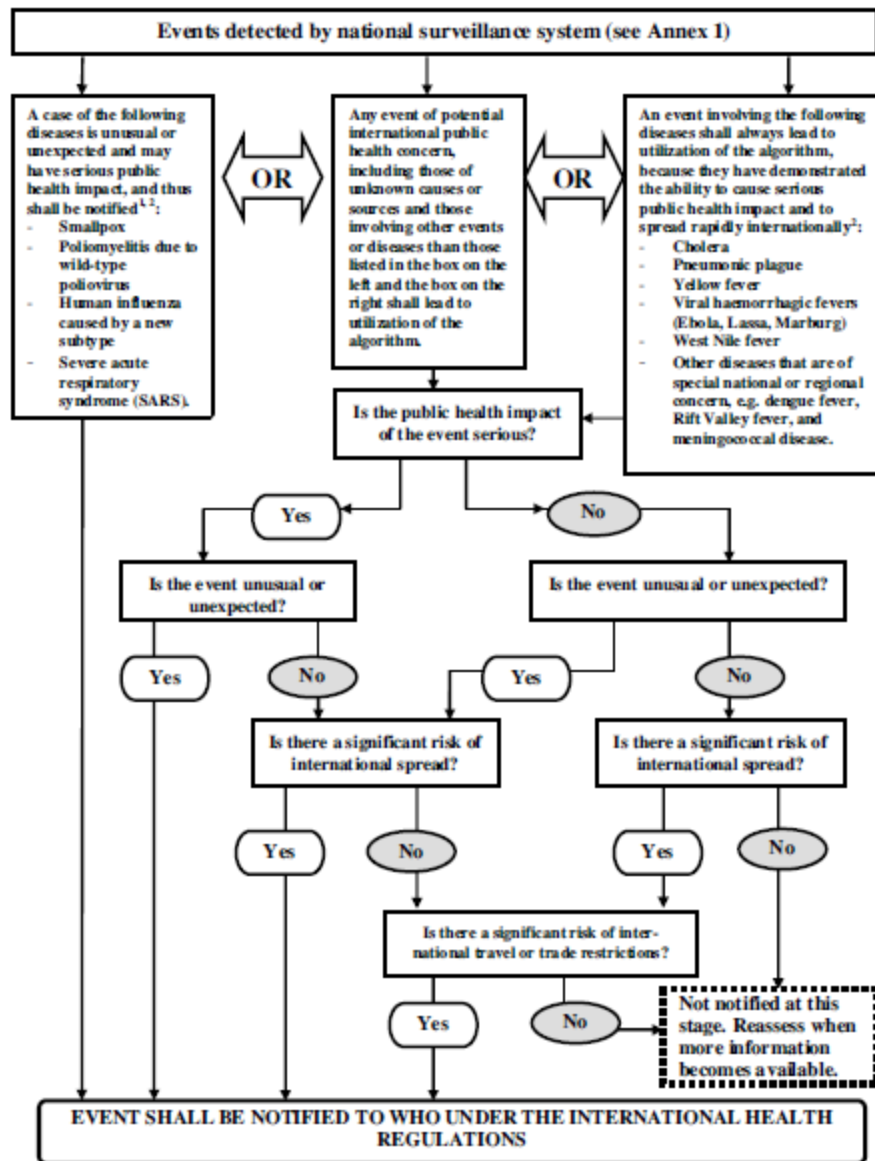 Events detected by national surveillance system (see Annex 1)
A case of the following
diseases is unusual or
unexpected and may
have serious public
health impact, and thus
shall be notified1, 2:
- Smallpox
- Poliomyelitis due to
wild-type
poliovirus
- Human influenza
caused by a new
subtype
- Severe acute
respiratory
syndrome (SARS).
OR
Any event of potential
international public
health concern,
including those of
unknown causes or
sources and those
involving other events
or diseases than those
listed in the box on the
left and the box on the
right shall lead to
utilization of the
algorithm.
OR
An event involving the following
diseases shall always lead to
utilization of the algorithm,
because they have demonstrated
the ability to cause serious
public health impact and to
spread rapidly internationally2:
- Cholera
- Pneumonic plague
- Yellow fever
- Viral haemorrhagic fevers
(Ebola, Lassa, Marburg)
- West Nile fever
- Other diseases that are of
special national or regional
concern, e.g. dengue fever,
Rift Valley fever, and
meningococcal disease.
Is the public health impact
of the event serious?
Yes
No
Is the event unusual or
unexpected?
Is the event unusual or unexpected?
Yes
No
Yes
No
Is there a significant risk of
international spread?
Is there a significant risk of
international spread?
Yes
No
Yes
No
Is there a significant risk of inter-
national travel or trade restrictions?
Yes
No
Not notified at this
stage. Reassess when
more information
becomes available.
EVENT SHALL BE NOTIFIED TO WHO UNDER THE INTERNATIONAL HEALTH
REGULATIONS